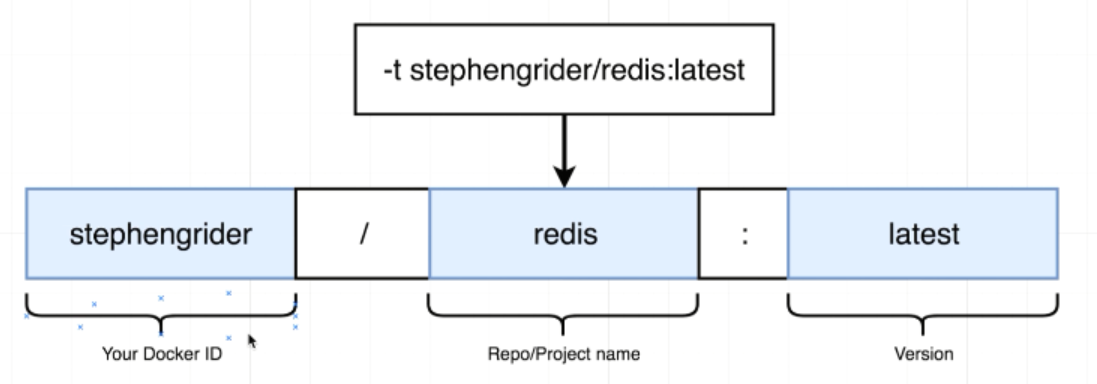 -t stephengrider/redis:latest
stephengrider / redis : latest
Your Docker ID Repo/Project name Version